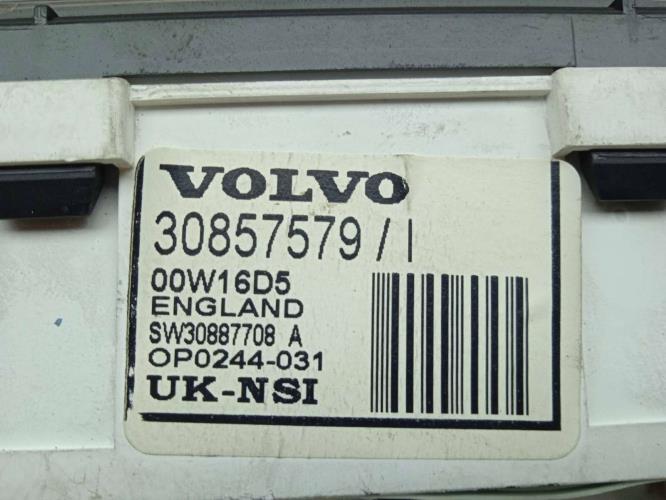 VOLVO
30857579 / I
00W16D5
ENGLAND
SW30887708 A
OP0244-031
UK-NSI